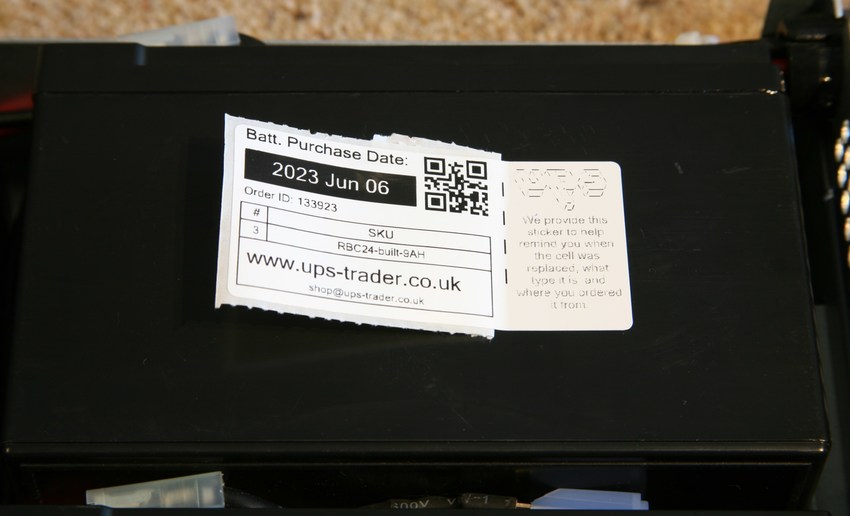 Batt. Purchase Date:
2023 Jun 06
Order ID: 133923
# SKU
3 RBC24-built-9AH
www.ups-trader.co.uk
shop@ups-trader.co.uk
We provide this
sticker to help
remind you when
the cell was
replaced, what
type it is, and
where you ordered
it from.
300V